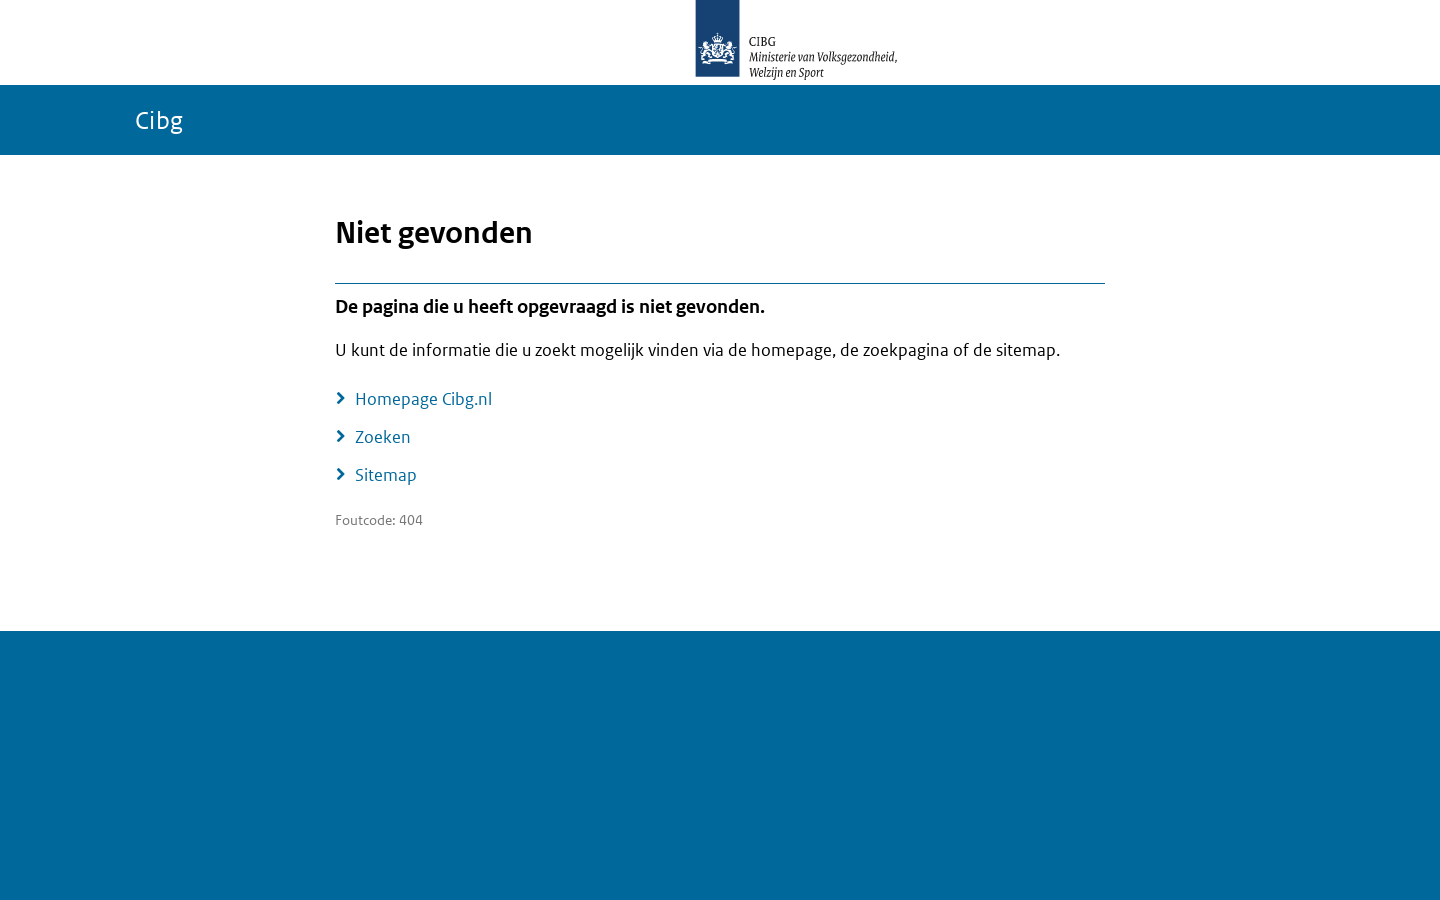 CIBG
Ministerie van Volksgezondheid,
Welzijn en Sport
Cibg
Niet gevonden
De pagina die u heeft opgevraagd is niet gevonden.
U kunt de informatie die u zoekt mogelijk vinden via de homepage, de zoekpagina of de sitemap.
Homepage Cibg.nl
Zoeken
Sitemap
Foutcode: 404